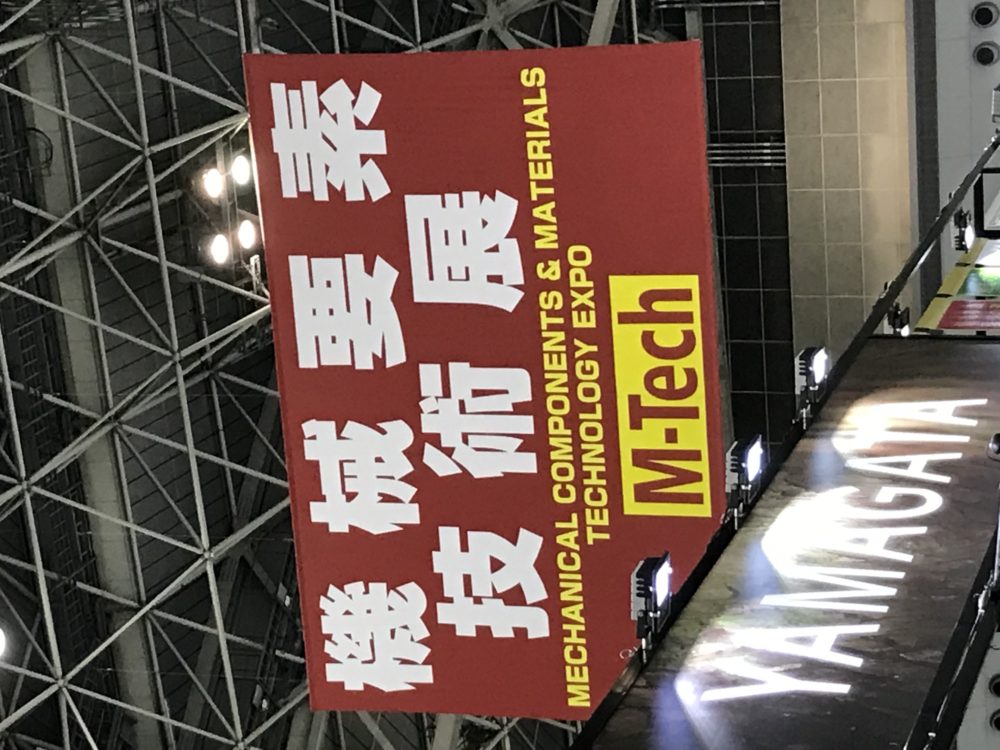 機械要素
技術展
MECHANICAL COMPONENTS & MATERIALS
TECHNOLOGY EXPO
M-Tech
YAMAGATA